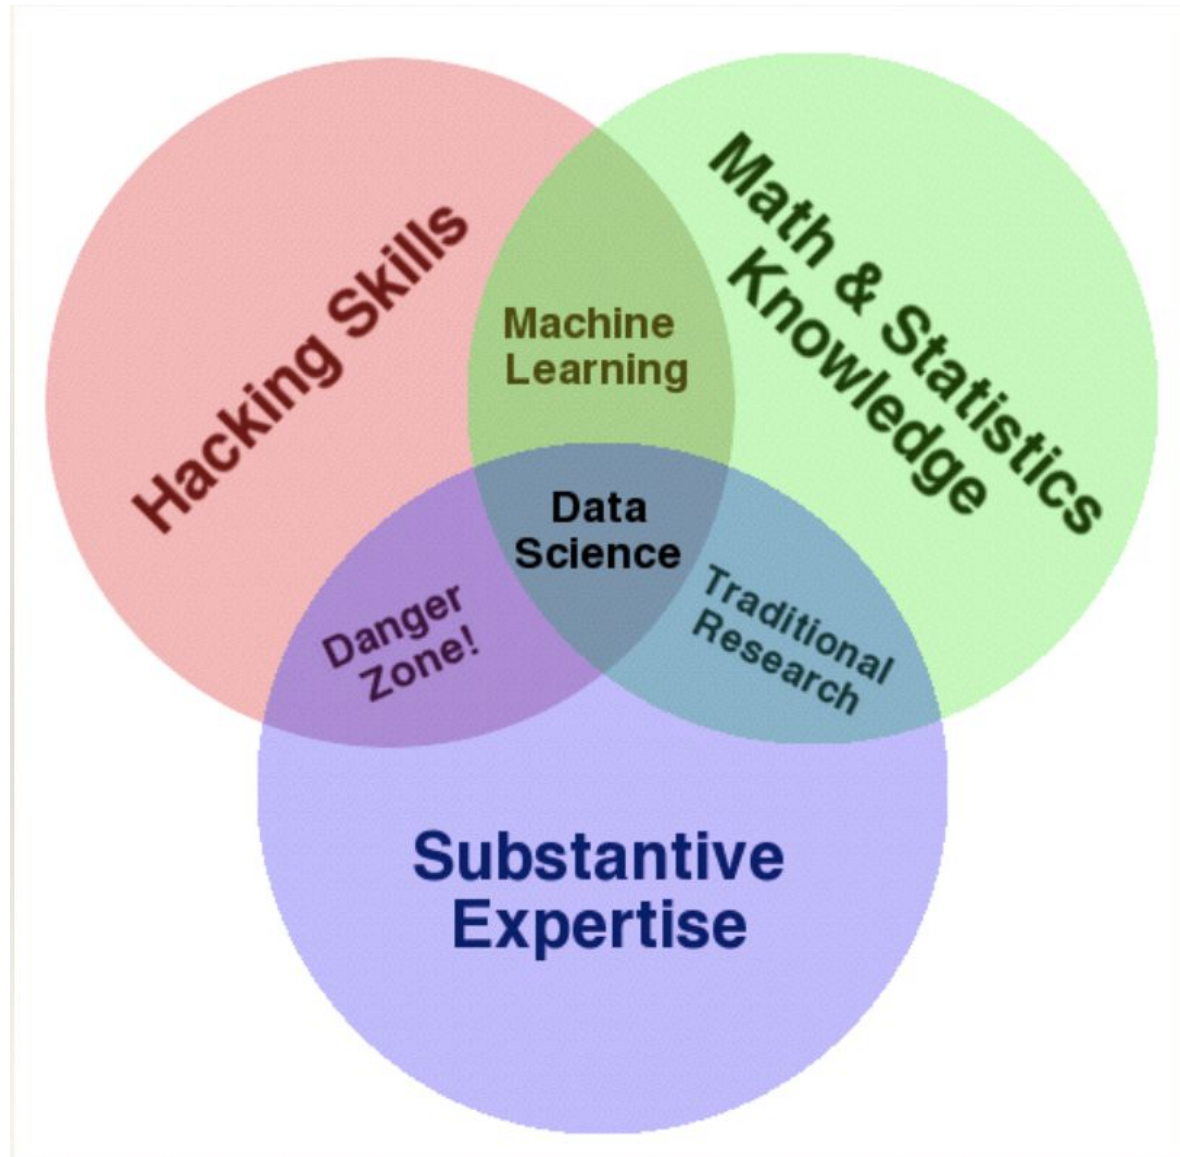 Hacking Skills
Math & Statistics
Knowledge
Machine
Learning
Data
Science
Danger
Zone!
Traditional
Research
Substantive
Expertise